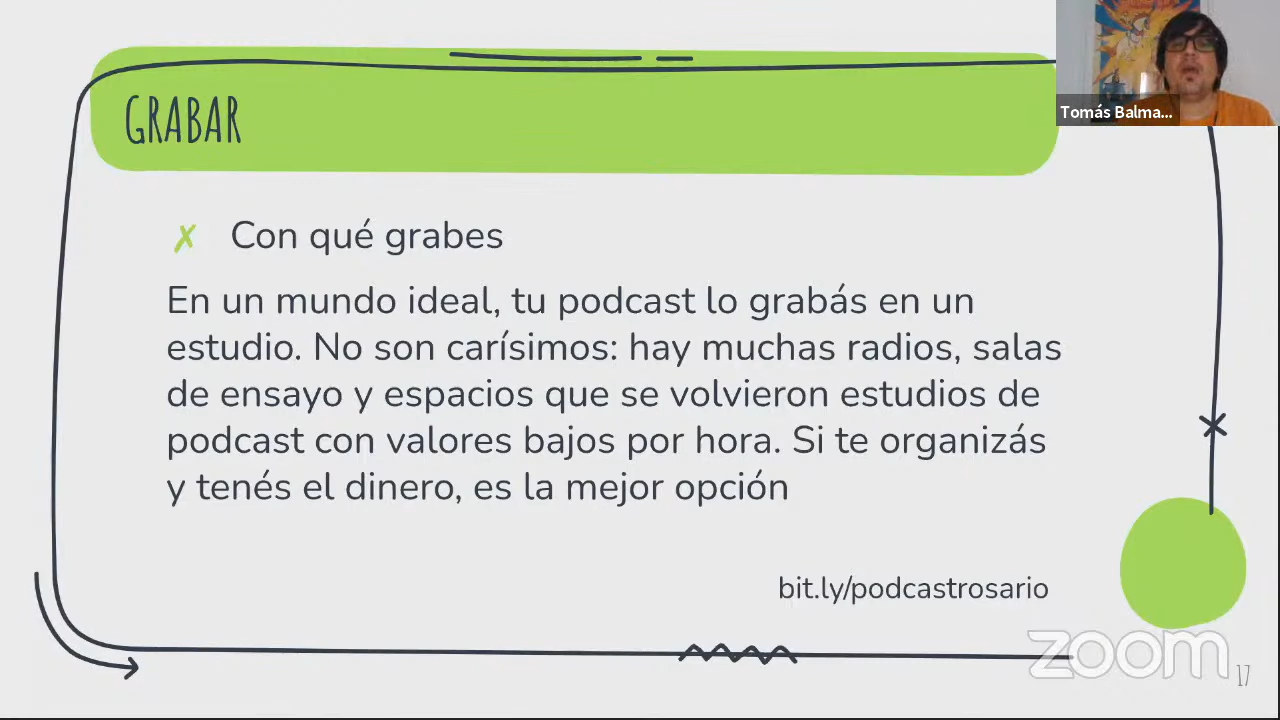 GRABAR
Tomás Balma...
✗ Con qué grabes
En un mundo ideal, tu podcast lo grabás en un
estudio. No son carísimos: hay muchas radios, salas
de ensayo y espacios que se volvieron estudios de
podcast con valores bajos por hora. Si te organizás
y tenés el dinero, es la mejor opción
bit.ly/podcastrosario
zoom
17